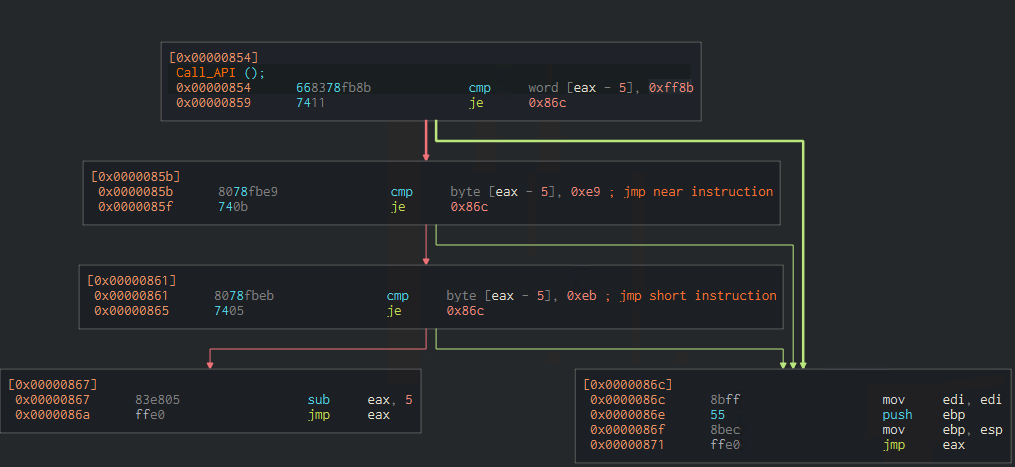 [0x00000854]
Call_API ();
0x00000854 668378fb8b cmp word [eax - 5], 0xff8b
0x00000859 7411 je 0x86c
[0x0000085b]
0x0000085b 8078fbe9 cmp byte [eax - 5], 0xe9 ; jmp near instruction
0x0000085f 740b je 0x86c
[0x00000861]
0x00000861 8078fbeb cmp byte [eax - 5], 0xeb ; jmp short instruction
0x00000865 7405 je 0x86c
[0x00000867]
0x00000867 83e805 sub eax, 5
0x0000086a ffe0 jmp eax
[0x0000086c]
0x0000086c 8bff mov edi, edi
0x0000086e 55 push ebp
0x0000086f 8bec mov ebp, esp
0x00000871 ffe0 jmp eax